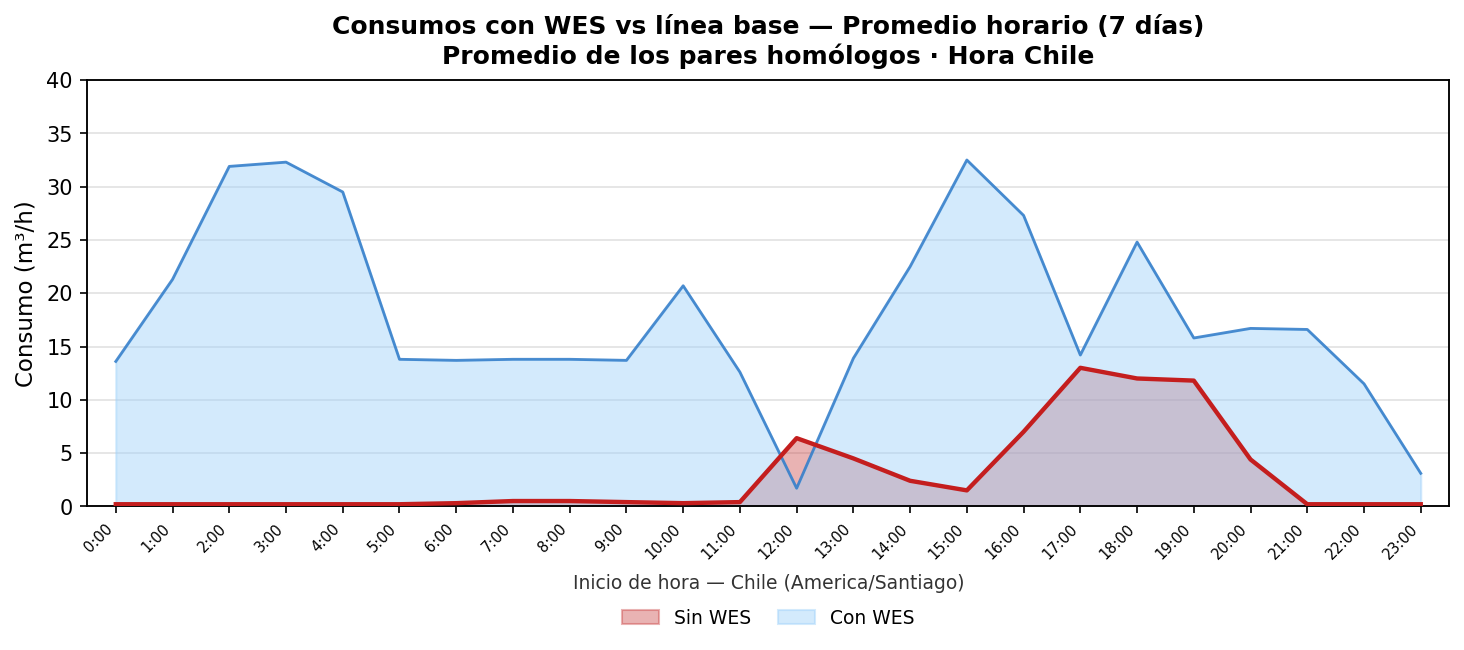 Consumos con WES vs línea base — Promedio horario (7 días)
Promedio de los pares homólogos · Hora Chile
Consumo (m³/h)
40
35
30
25
20
15
10
5
0
0:00 1:00 2:00 3:00 4:00 5:00 6:00 7:00 8:00 9:00 10:00 11:00 12:00 13:00 14:00 15:00 16:00 17:00 18:00 19:00 20:00 21:00 22:00 23:00
Inicio de hora — Chile (America/Santiago)
Sin WES Con WES